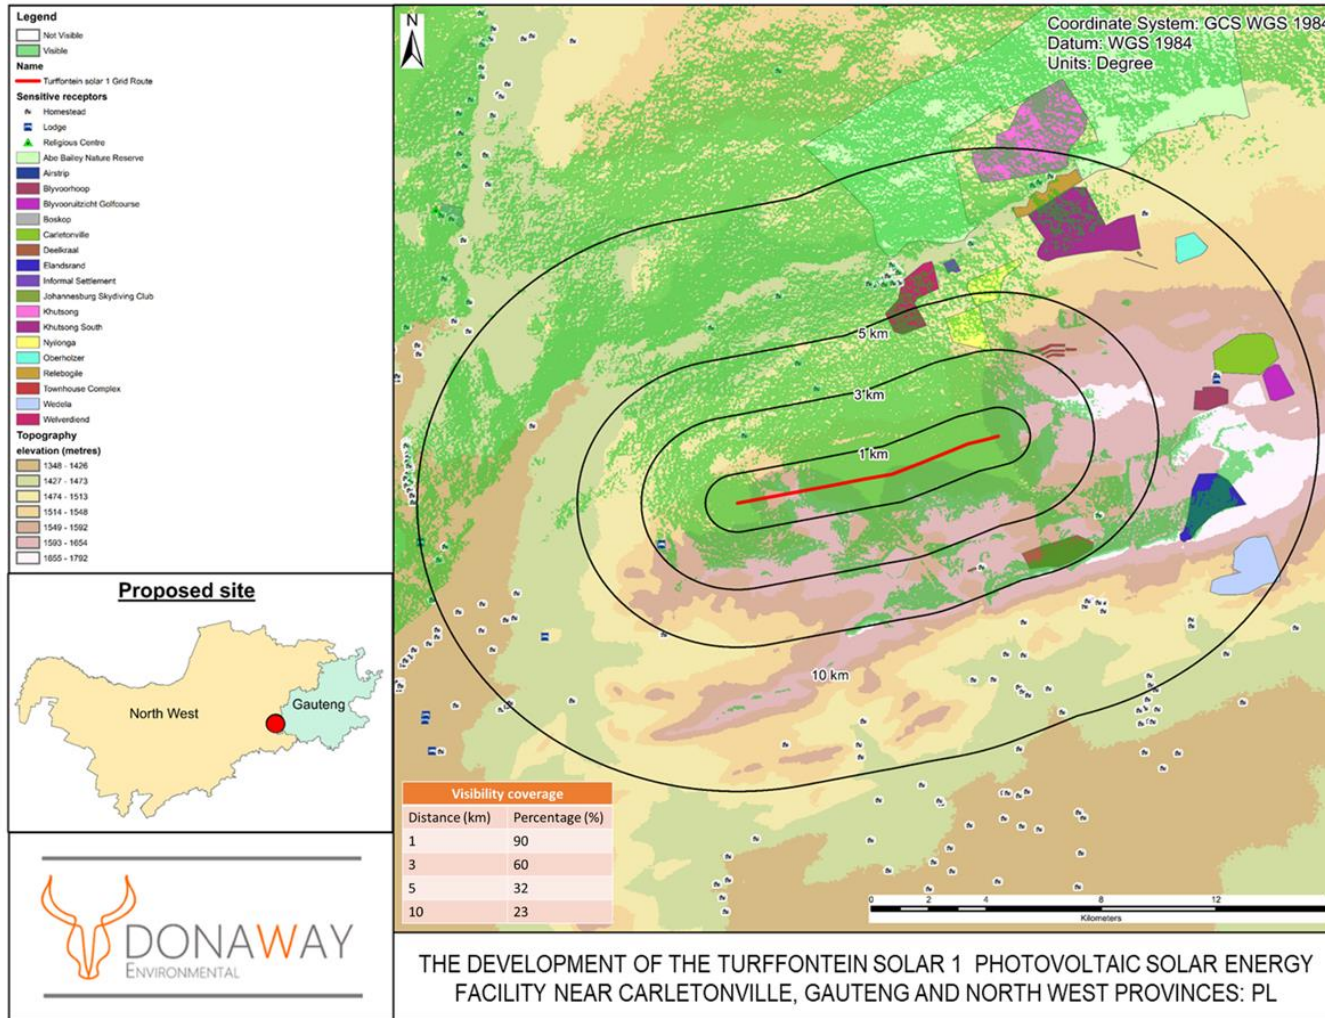 Legend
Not Visible
Visible
Name
Turffontein solar 1 Grid Route
Sensitive receptors
Homestead
Lodge
Religious Centre
Abe Bailey Nature Reserve
Airstrip
Blyvoorhoop
Blyvooruitzicht Golfcourse
Boskop
Carletonville
Deelkraal
Elandsrand
Informal Settlement
Johannesburg Skydiving Club
Khutsong
Khutsong South
Nyilonga
Oberholzer
Relebogile
Townhouse Complex
Wedela
Welverdiend
Topography
elevation (metres)
1348 - 1426
1427 - 1473
1474 - 1513
1514 - 1548
1549 - 1592
1593 - 1654
1655 - 1792
Proposed site
North West
Gauteng
DONAWAY
ENVIRONMENTAL
N
Coordinate System: GCS WGS 1984
Datum: WGS 1984
Units: Degree
5 km
3 km
1 km
10 km
Visibility coverage
Distance (km) Percentage (%)
1 90
3 60
5 32
10 23
0 2 4 8 12
Kilometers
THE DEVELOPMENT OF THE TURFFONTEIN SOLAR 1 PHOTOVOLTAIC SOLAR ENERGY
FACILITY NEAR CARLETONVILLE, GAUTENG AND NORTH WEST PROVINCES: PL